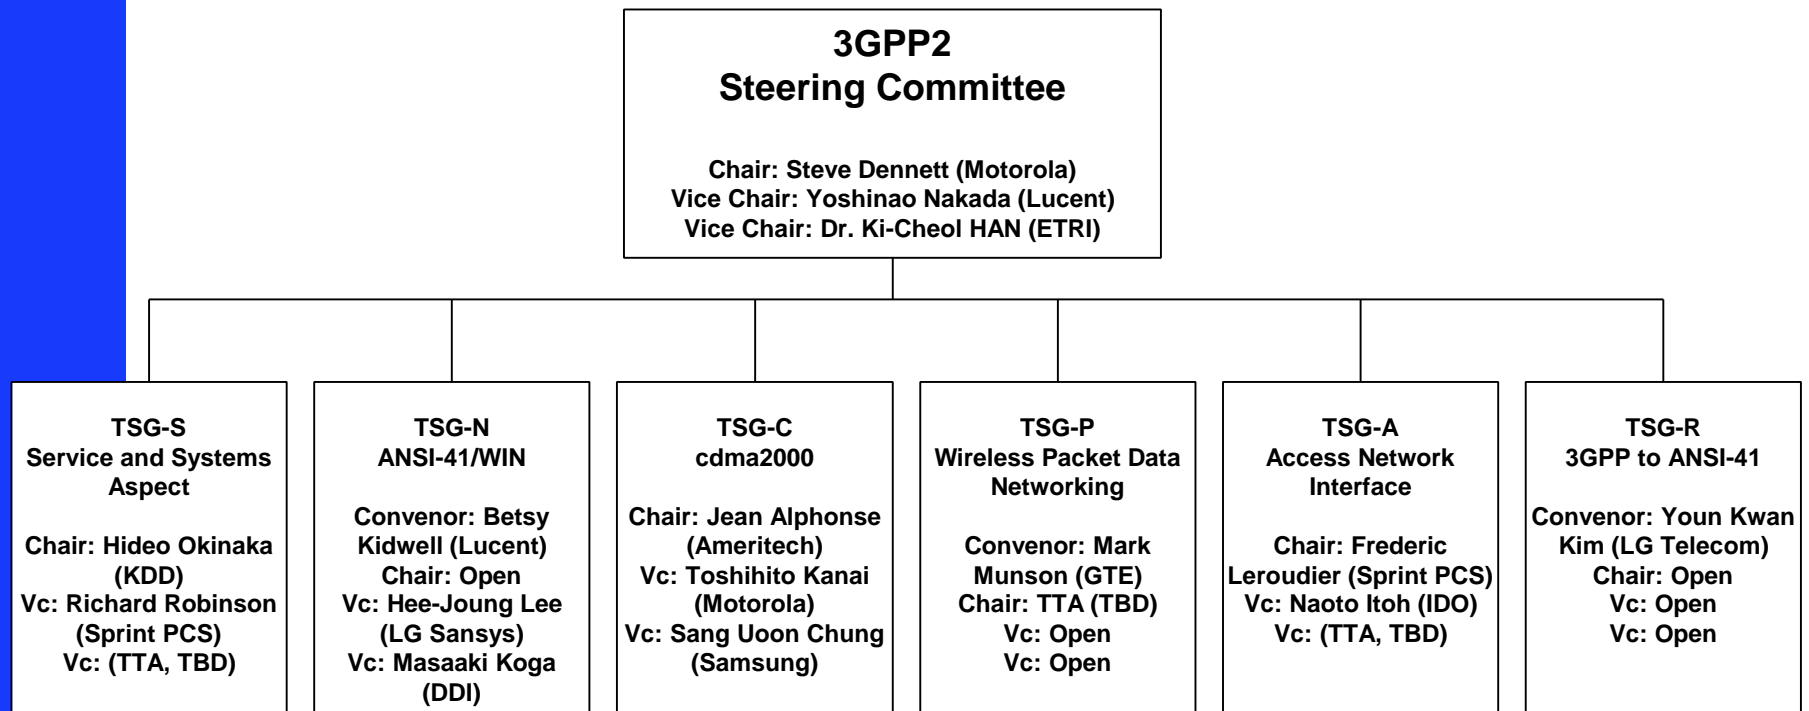 3GPP2
Steering Committee
Chair: Steve Dennett (Motorola)
Vice Chair: Yoshinao Nakada (Lucent)
Vice Chair: Dr. Ki-Cheol HAN (ETRI)
TSG-S
Service and Systems
Aspect
Chair: Hideo Okinaka
(KDD)
Vc: Richard Robinson
(Sprint PCS)
Vc: (TTA, TBD)
TSG-N
ANSI-41/WIN
Convenor: Betsy
Kidwell (Lucent)
Chair: Open
Vc: Hee-Joung Lee
(LG Sansys)
Vc: Masaaki Koga
(DDI)
TSG-C
cdma2000
Chair: Jean Alphonse
(Ameritech)
Vc: Toshihito Kanai
(Motorola)
Vc: Sang Uoon Chung
(Samsung)
TSG-P
Wireless Packet Data
Networking
Convenor: Mark
Munson (GTE)
Chair: TTA (TBD)
Vc: Open
Vc: Open
TSG-A
Access Network
Interface
Chair: Frederic
Leroudier (Sprint PCS)
Vc: Naoto Itoh (IDO)
Vc: (TTA, TBD)
TSG-R
3GPP to ANSI-41
Convenor: Youn Kwan
Kim (LG Telecom)
Chair: Open
Vc: Open
Vc: Open